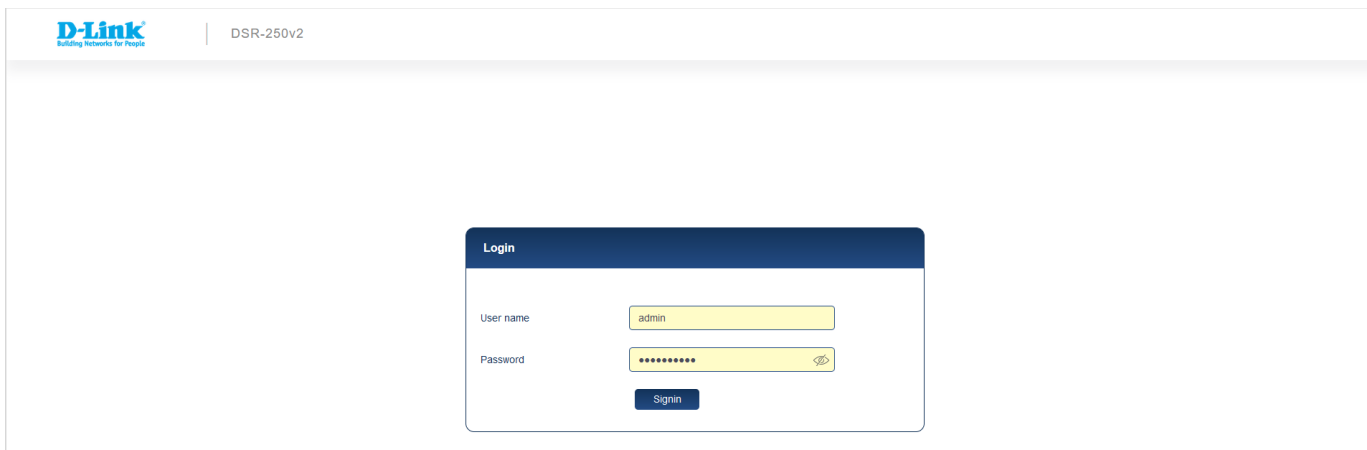 D-Link
Building Networks for People
DSR-250v2
Login
User name
admin
Password
••••••••••
Signin